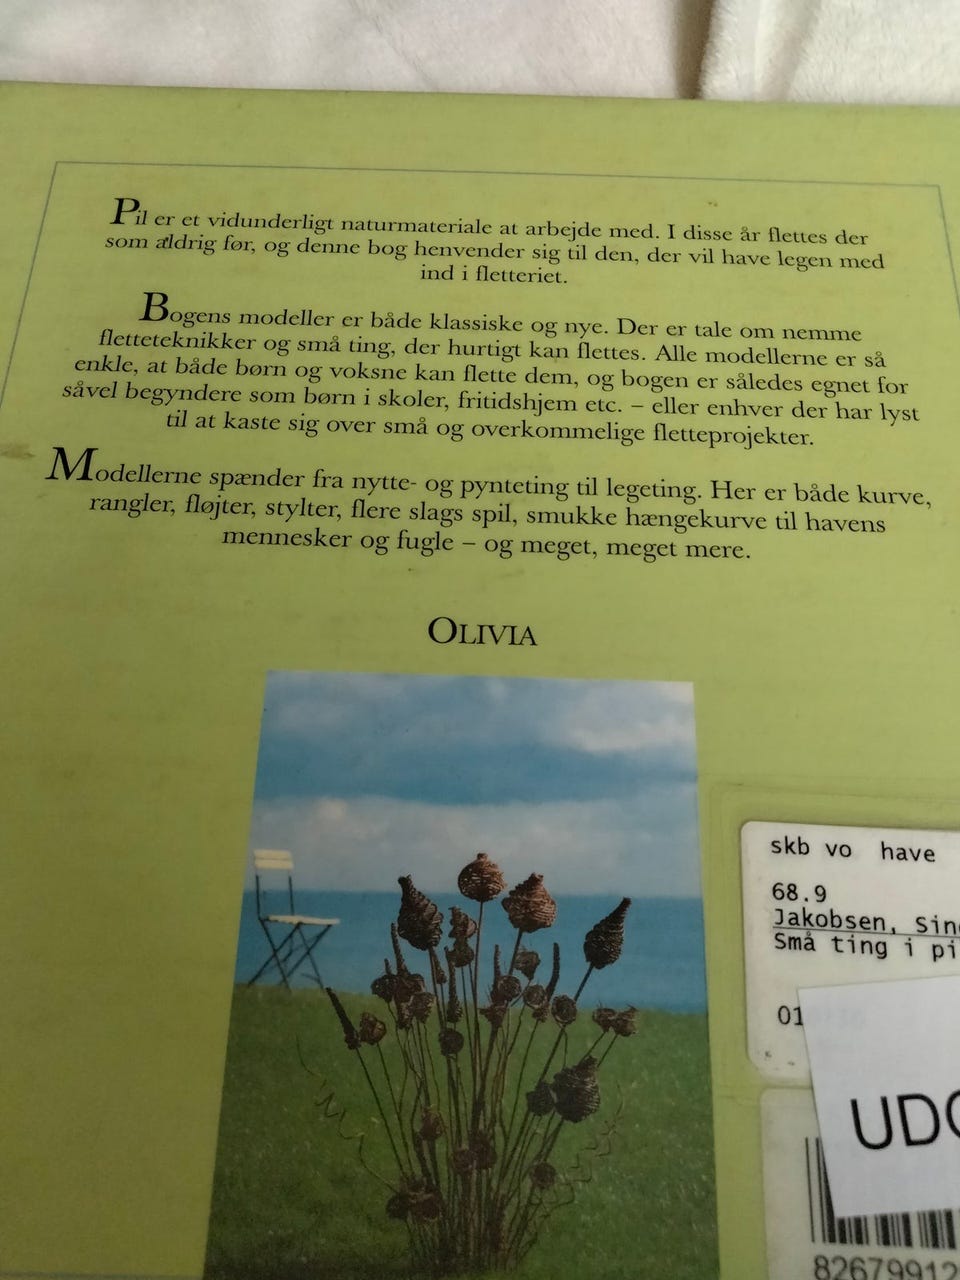 Pil er et vidunderligt naturmateriale at arbejde med. I disse år flettes der
som aldrig før, og denne bog henvender sig til den, der vil have legen med
ind i fletteriet.
Bogens modeller er både klassiske og nye. Der er tale om nemme
fletteteknikker og små ting, der hurtigt kan flettes. Alle modellerne er så
enkle, at både børn og voksne kan flette dem, og bogen er således egnet for
såvel begyndere som børn i skoler, fritidshjem etc. – eller enhver der har lyst
til at kaste sig over små og overkommelige fletteprojekter.
Modellerne spænder fra nytte- og pynteting til legeting. Her er både kurve,
rangler, fløjter, stylter, flere slags spil, smukke hængekurve til havens
mennesker og fugle – og meget, meget mere.
OLIVIA
skb vo have
68.9
Jakobsen, Sin
Små ting i pi
01
UD
82679912